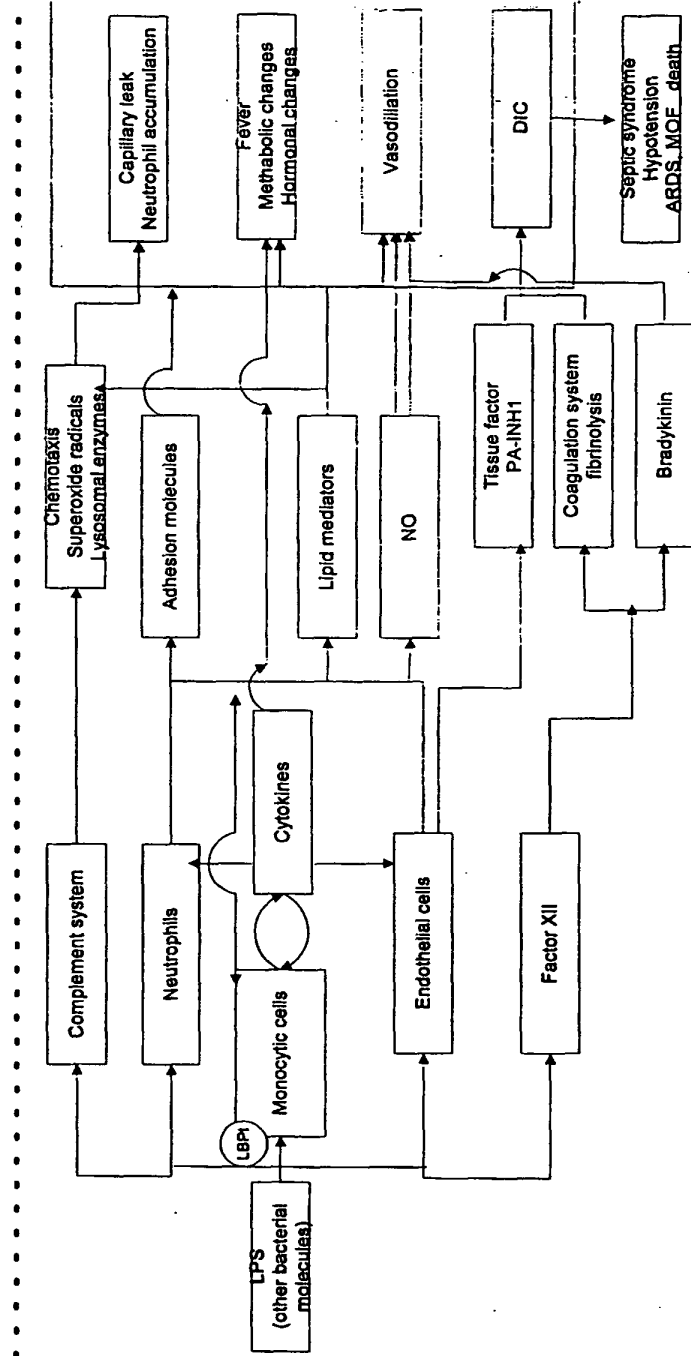 LPS
(other bacterial
molecules)
LBPt
Monocytic cells
Complement system
Neutrophils
Cytokines
Endothelial cells
Factor XII
Chemotaxis
Superoxide radicals
Lysosomal enzymes
Adhesion molecules
Lipid mediators
NO
Tissue factor
PA-INH1
Coagulation system
fibrinolysis
Bradykinin
Capillary leak
Neutrophil accumulation
Fever
Methabolic changes
Hormonal changes
Vasodillation
DIC
Septic syndrome
Hypotension
ARDS, MOF death